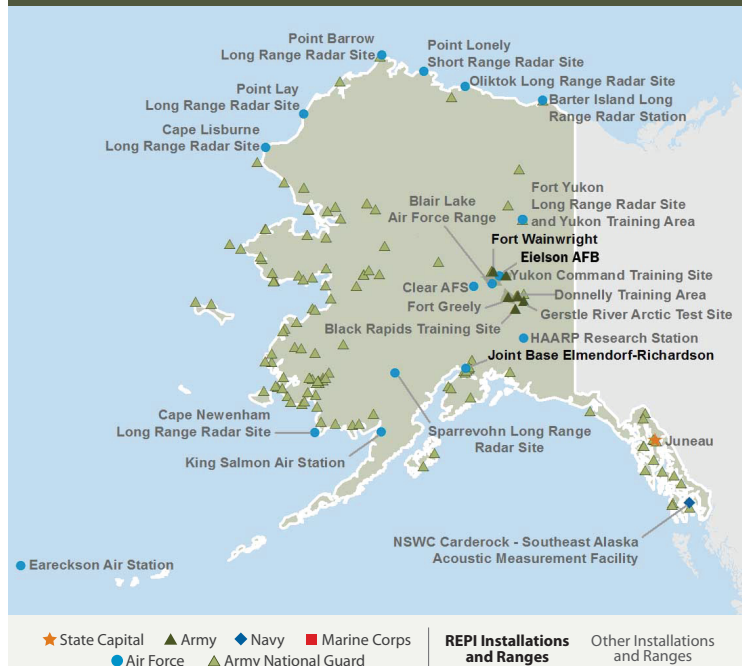 Point Barrow
Long Range Radar Site
Point Lonely
Short Range Radar Site
Oliktok Long Range Radar Site
Point Lay
Long Range Radar Site
Barter Island Long
Range Radar Station
Cape Lisburne
Long Range Radar Site
Blair Lake
Air Force Range
Fort Yukon
Long Range Radar Site
and Yukon Training Area
Fort Wainwright
Eielson AFB
Yukon Command Training Site
Clear AFS
Donnelly Training Area
Fort Greely
Gerstle River Arctic Test Site
Black Rapids Training Site
HAARP Research Station
Joint Base Elmendorf-Richardson
Cape Newenham
Long Range Radar Site
Sparrevohn Long Range
Radar Site
Juneau
King Salmon Air Station
NSWC Carderock - Southeast Alaska
Acoustic Measurement Facility
Eareckson Air Station
State Capital
Army
Navy
Marine Corps
Air Force
Army National Guard
REPI Installations
and Ranges
Other Installations
and Ranges